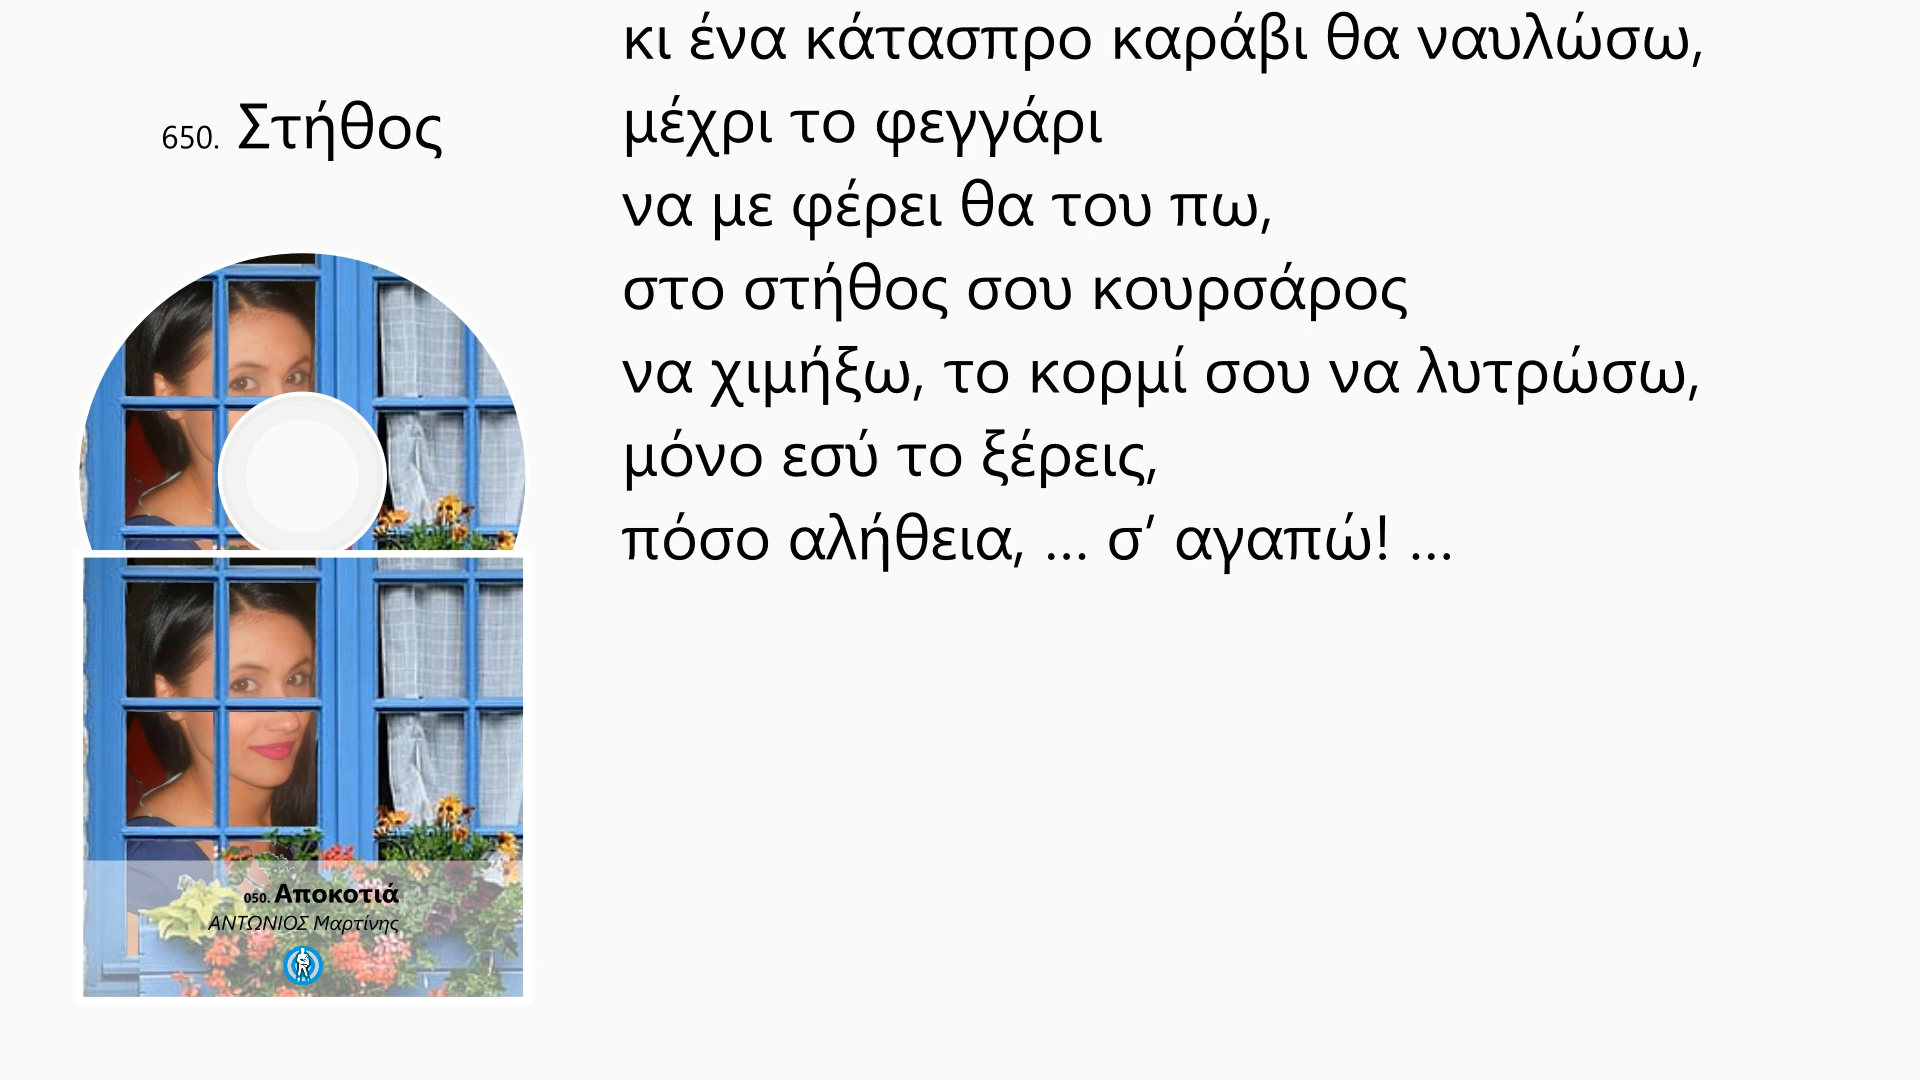 650. Στήθος
κι ένα κάτασπρο καράβι θα ναυλώσω,
μέχρι το φεγγάρι
να με φέρει θα του πω,
στο στήθος σου κουρσάρος
να χιμήξω, το κορμί σου να λυτρώσω,
μόνο εσύ το ξέρεις,
πόσο αλήθεια, ... σ’ αγαπώ! ...
050. Αποκοτιά
ΑΝΤΩΝΙΟΣ Μαρτίνης